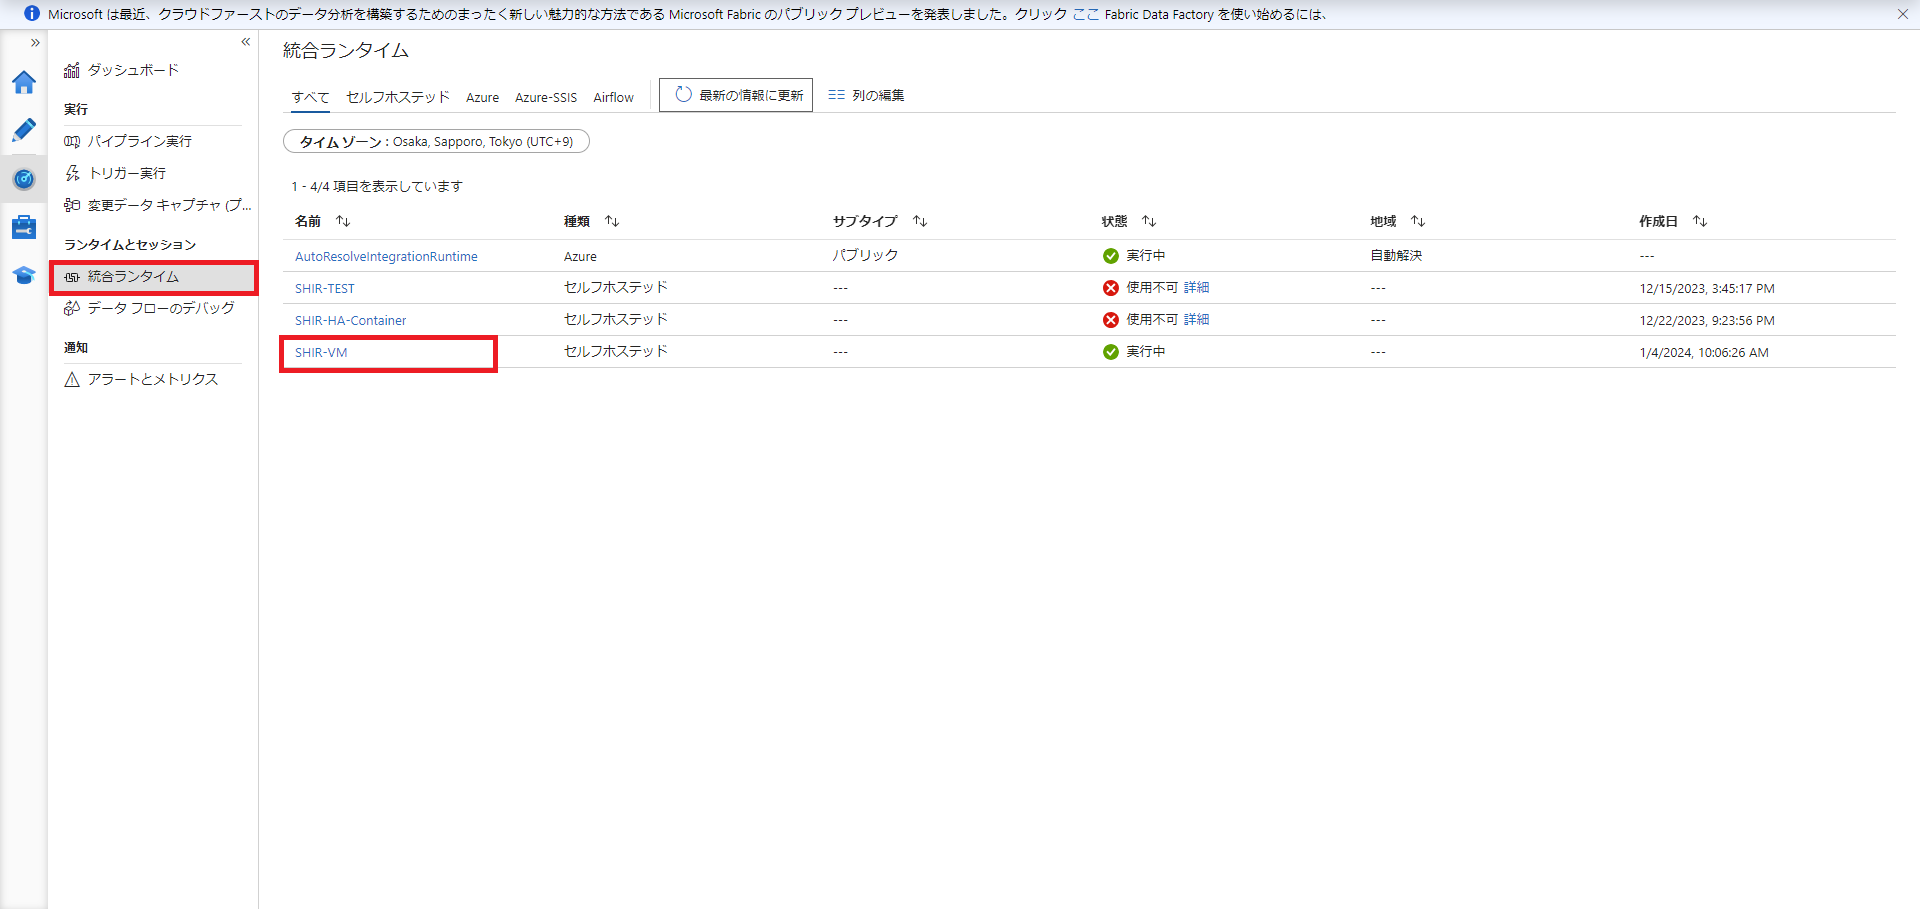 Microsoft は最近、クラウドファーストのデータ分析を構築するためのまったく新しい魅力的な方法である Microsoft Fabric のパブリック プレビューを発表しました。クリック ここ Fabric Data Factory を使い始めるには、
ダッシュボード
実行
パイプライン実行
トリガー実行
変更データ キャプチャ (プ...
ランタイムとセッション
統合ランタイム
データ フローのデバッグ
通知
アラートとメトリクス
統合ランタイム
すべて セルフホステッド Azure Azure-SSIS Airflow 最新の情報に更新 列の編集
タイム ゾーン : Osaka, Sapporo, Tokyo (UTC+9)
1 - 4/4 項目を表示しています
名前 種類 サブタイプ 状態 地域 作成日
AutoResolveIntegrationRuntime Azure パブリック 実行中 自動解決 ---
SHIR-TEST セルフホステッド --- 使用不可 詳細 --- 12/15/2023, 3:45:17 PM
SHIR-HA-Container セルフホステッド --- 使用不可 詳細 --- 12/22/2023, 9:23:56 PM
SHIR-VM セルフホステッド --- 実行中 --- 1/4/2024, 10:06:26 AM